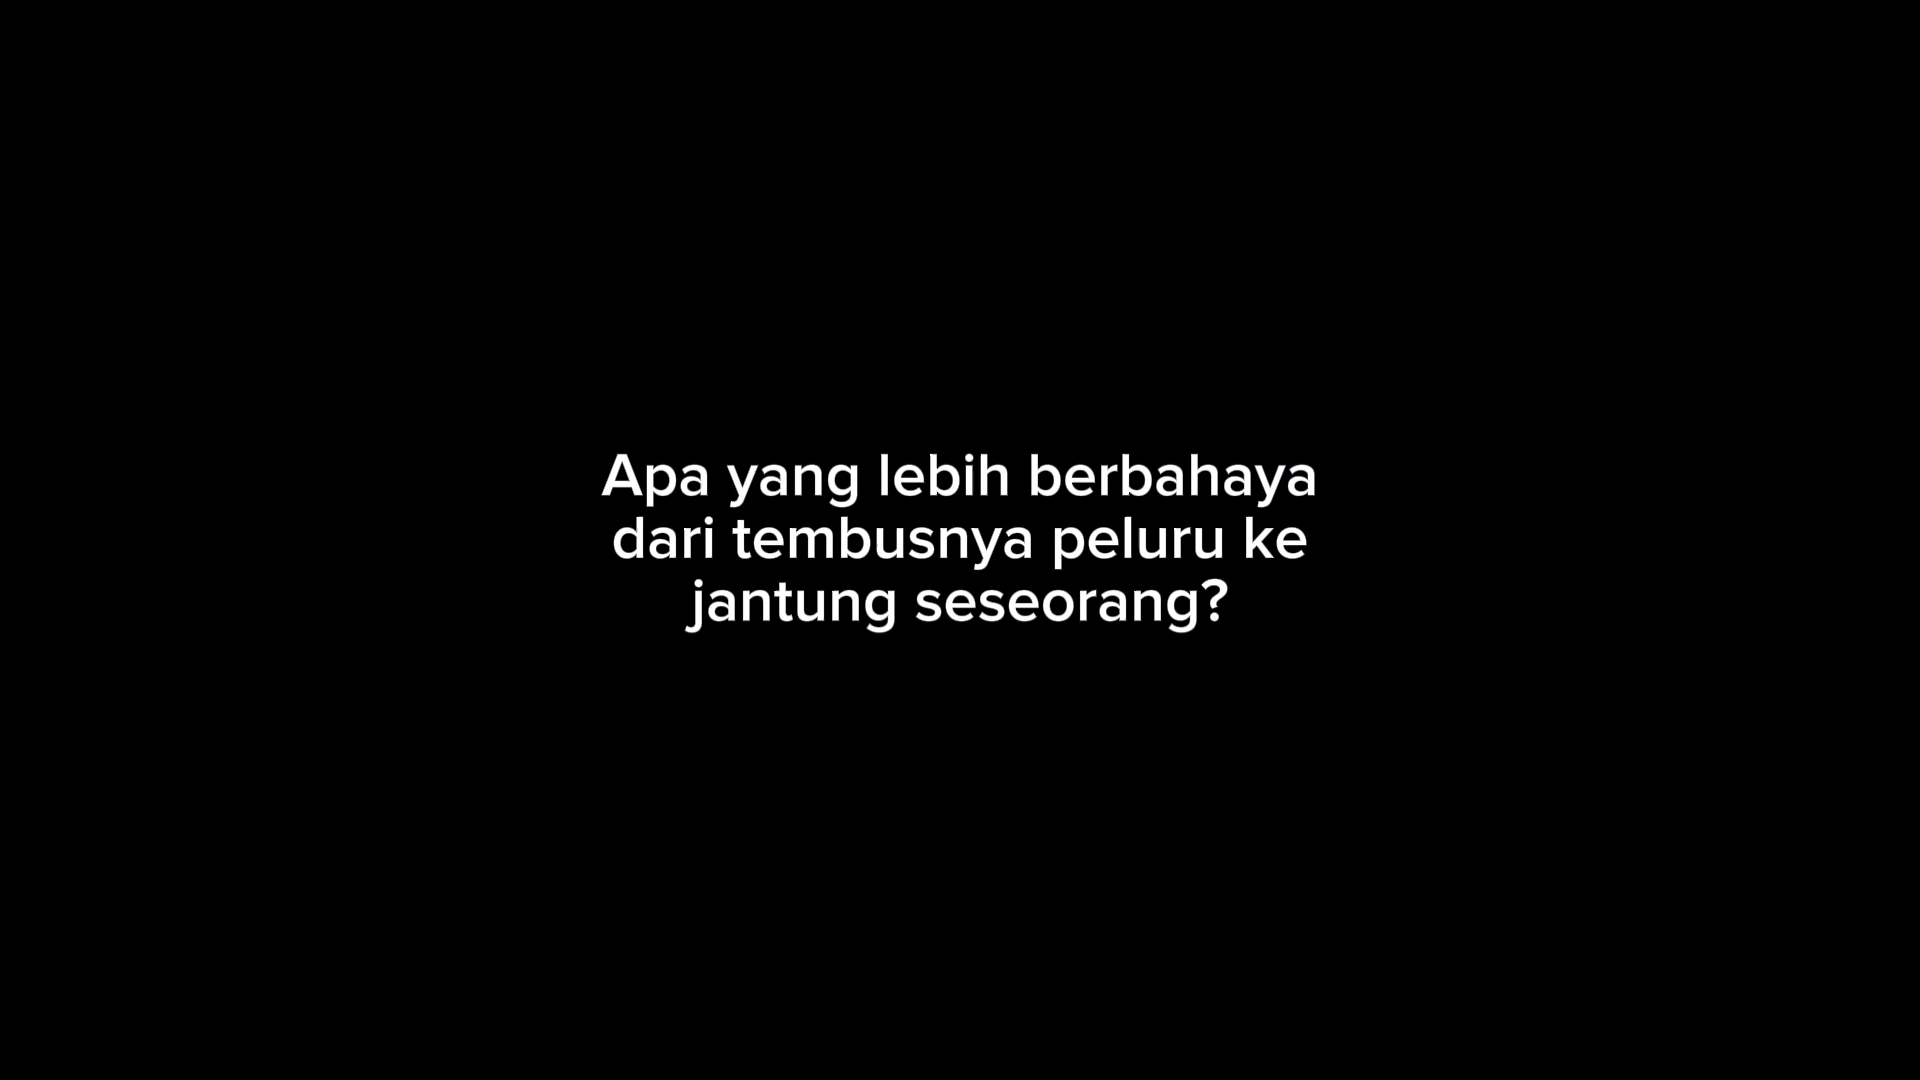 Apa yang lebih berbahaya
dari tembusnya peluru ke
jantung seseorang?